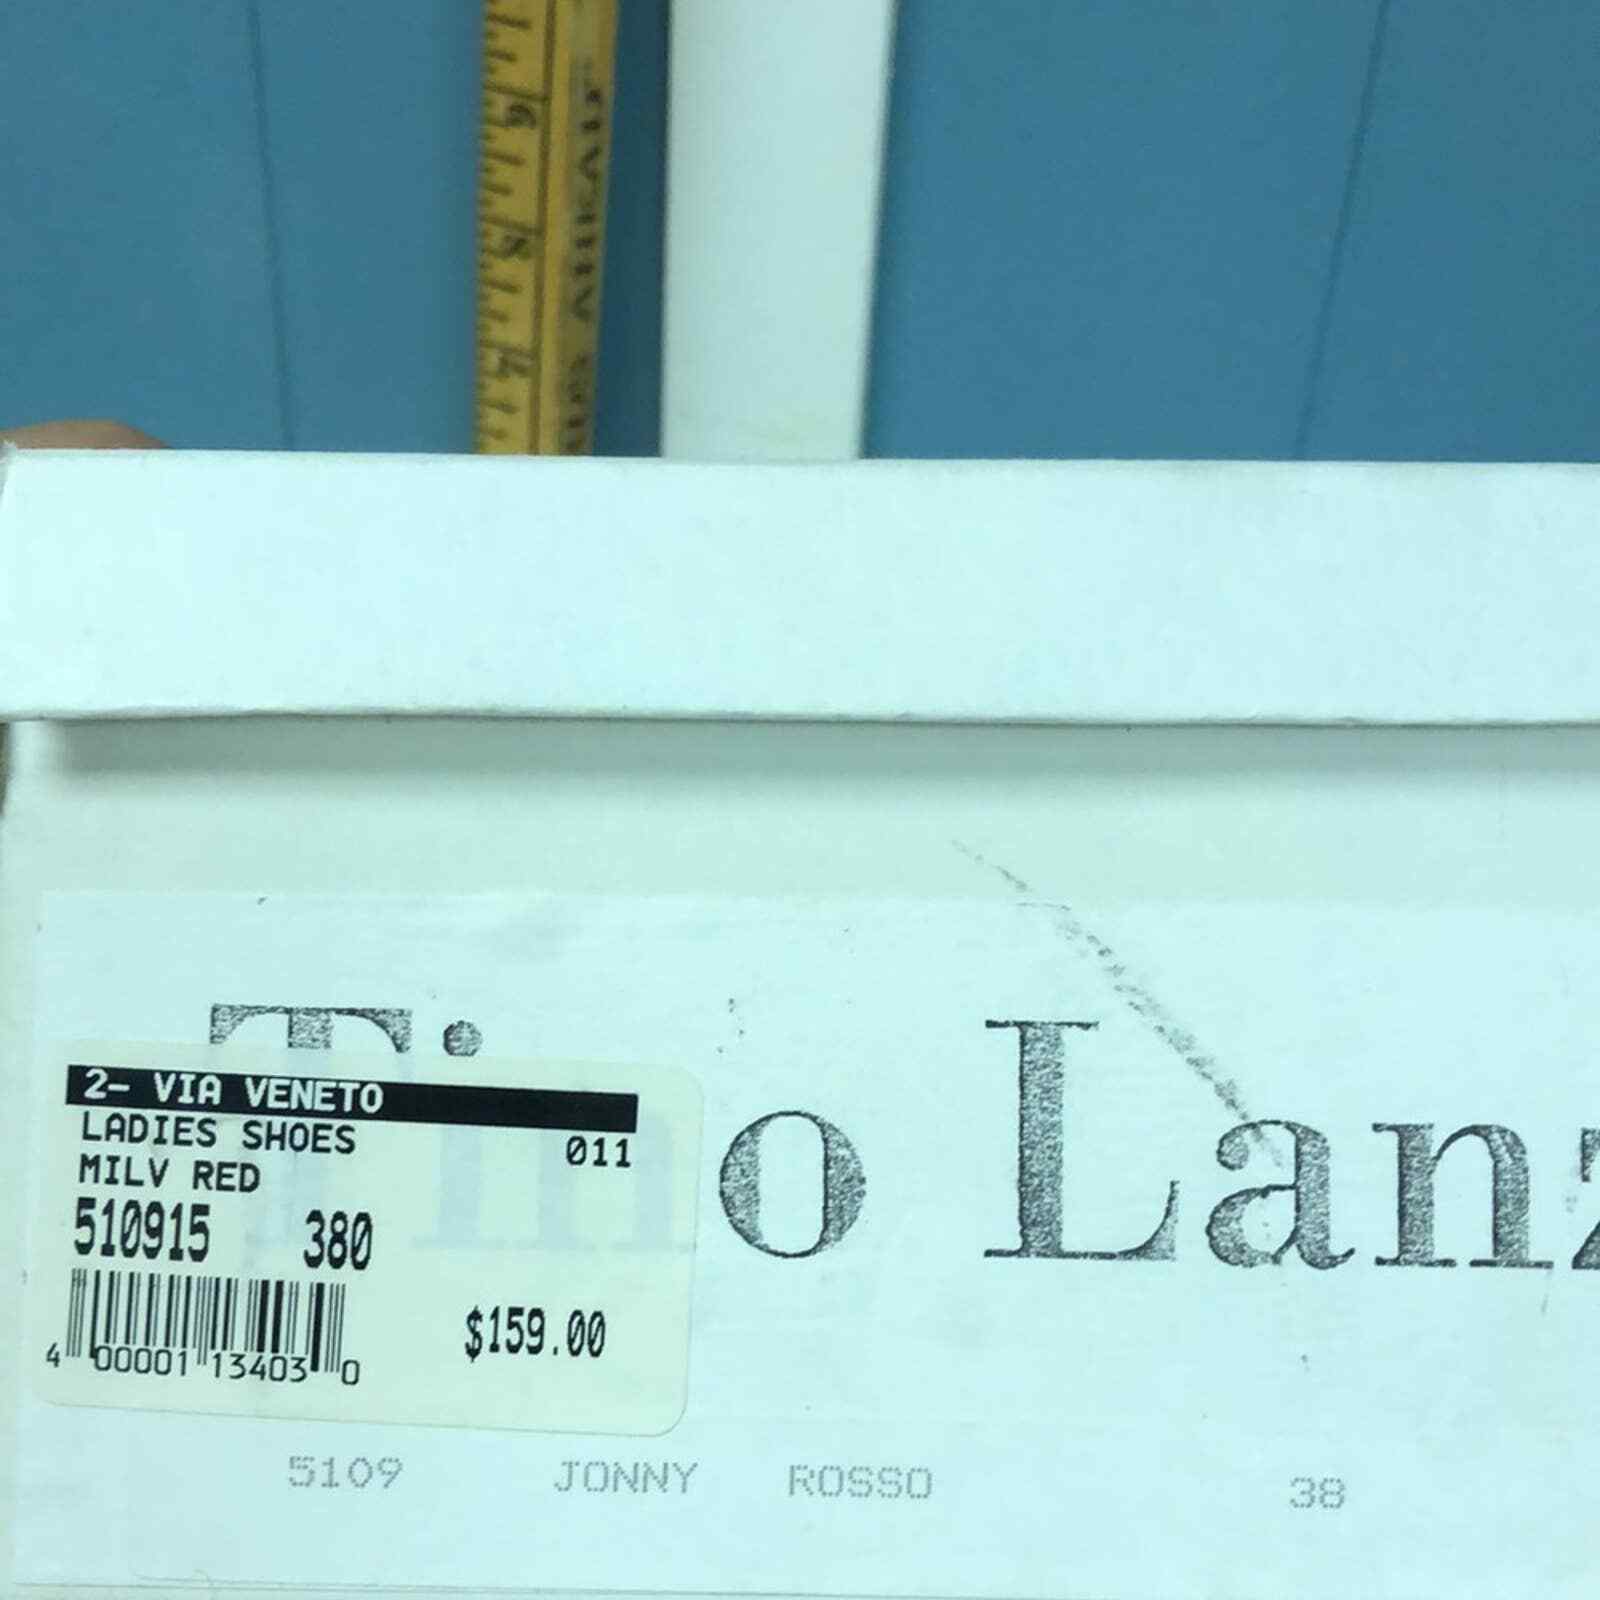 2- VIA VENETO
LADIES SHOES 011
MILV RED
510915 380
$159.00
4 00001 13403 0
Tino Lanz
5109 JONNY ROSSO 38